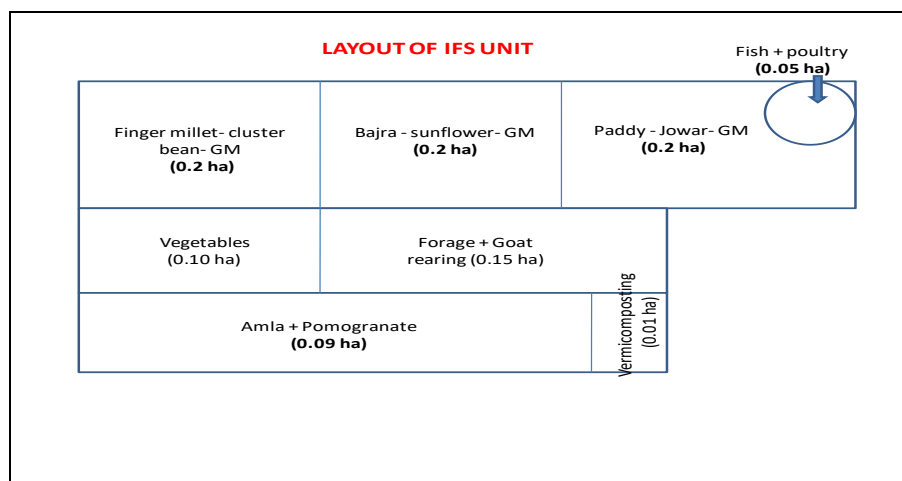 LAYOUT OF IFS UNIT
Fish + poultry
(0.05 ha)
Finger millet- cluster
bean- GM
(0.2 ha)
Bajra - sunflower- GM
(0.2 ha)
Paddy - Jowar- GM
(0.2 ha)
Vegetables
(0.10 ha)
Forage + Goat
rearing (0.15 ha)
Amla + Pomogranate
(0.09 ha)
Vermicomposting
(0.01 ha)